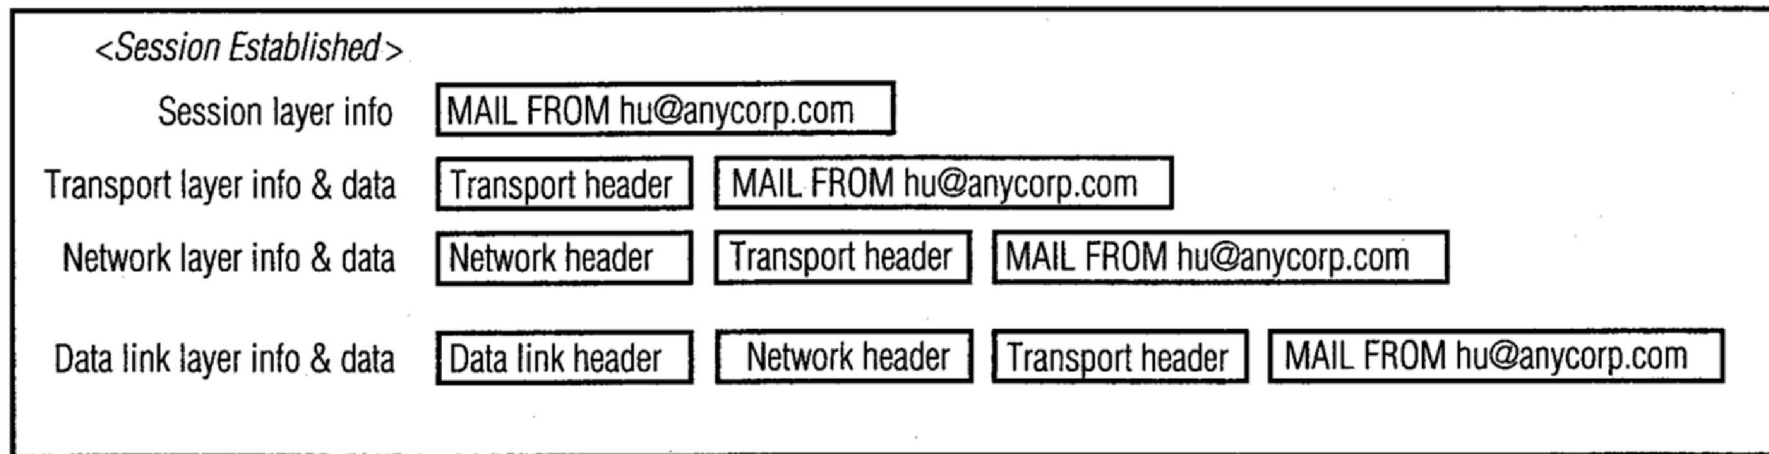 <Session Established>
Session layer info MAIL FROM hu@anycorp.com
Transport layer info & data Transport header MAIL FROM hu@anycorp.com
Network layer info & data Network header Transport header MAIL FROM hu@anycorp.com
Data link layer info & data Data link header Network header Transport header MAIL FROM hu@anycorp.com